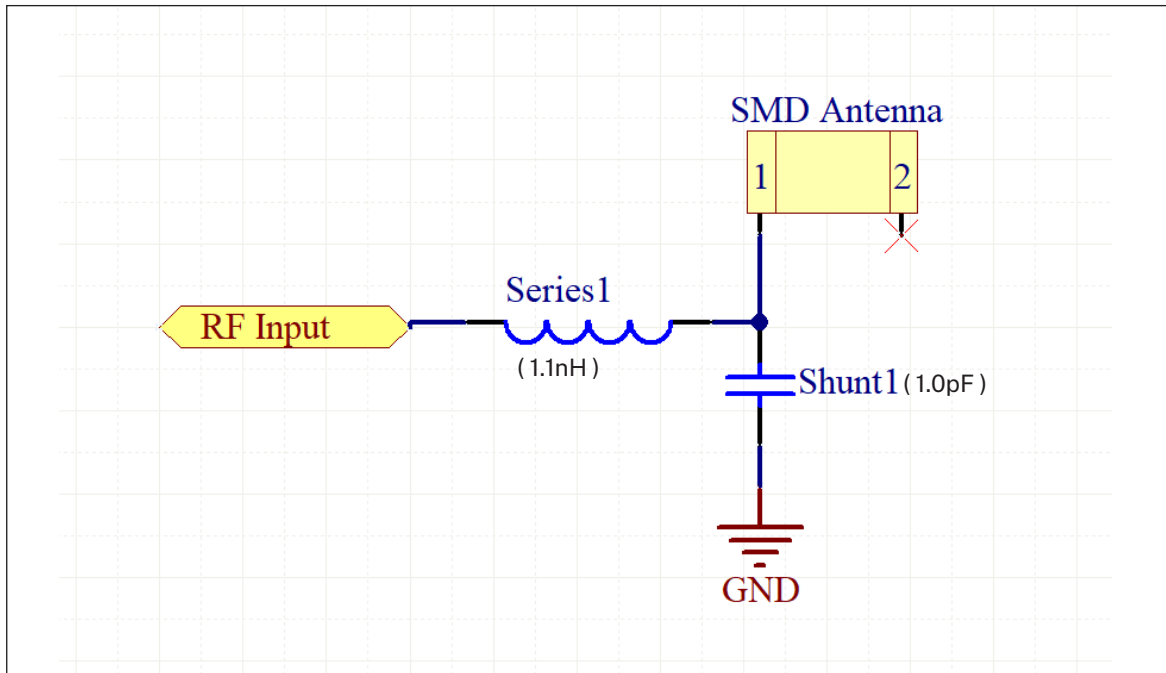 SMD Antenna
1 2
Series1
RF Input
( 1.1nH )
Shunt1 ( 1.0pF )
GND